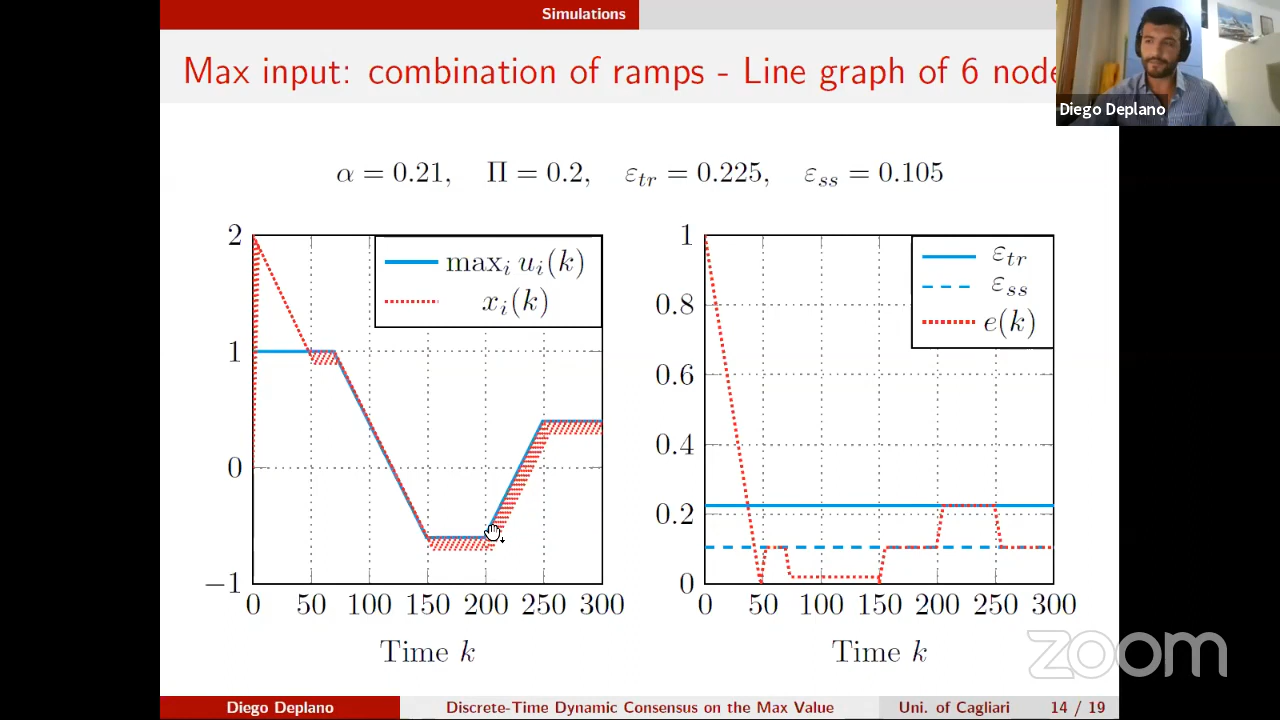 Simulations
Max input: combination of ramps - Line graph of 6 node
Diego Deplano
α = 0.21, Π = 0.2, ε_tr = 0.225, ε_ss = 0.105
2
1
0
−1
max_i u_i(k)
x_i(k)
0 50 100 150 200 250 300
Time k
1
0.8
0.6
0.4
0.2
0
ε_tr
ε_ss
e(k)
0 50 100 150 200 250 300
Time k
zoom
Diego Deplano Discrete-Time Dynamic Consensus on the Max Value Uni. of Cagliari 14 / 19